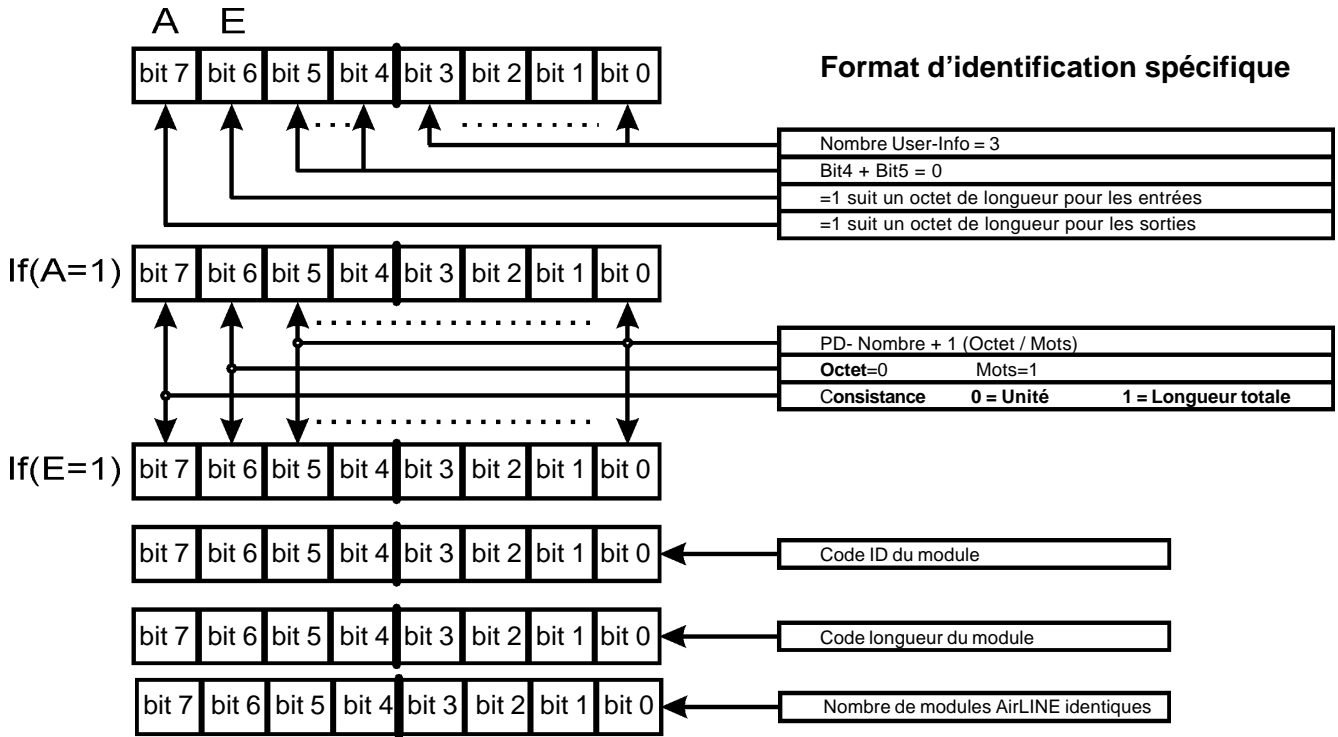 A E
bit 7 bit 6 bit 5 bit 4 bit 3 bit 2 bit 1 bit 0
Format d'identification spécifique
Nombre User-Info = 3
Bit4 + Bit5 = 0
=1 suit un octet de longueur pour les entrées
=1 suit un octet de longueur pour les sorties
If(A=1) bit 7 bit 6 bit 5 bit 4 bit 3 bit 2 bit 1 bit 0
PD- Nombre + 1 (Octet / Mots)
Octet=0 Mots=1
Consistance 0 = Unité 1 = Longueur totale
If(E=1) bit 7 bit 6 bit 5 bit 4 bit 3 bit 2 bit 1 bit 0
bit 7 bit 6 bit 5 bit 4 bit 3 bit 2 bit 1 bit 0
Code ID du module
bit 7 bit 6 bit 5 bit 4 bit 3 bit 2 bit 1 bit 0
Code longueur du module
bit 7 bit 6 bit 5 bit 4 bit 3 bit 2 bit 1 bit 0
Nombre de modules AirLINE identiques